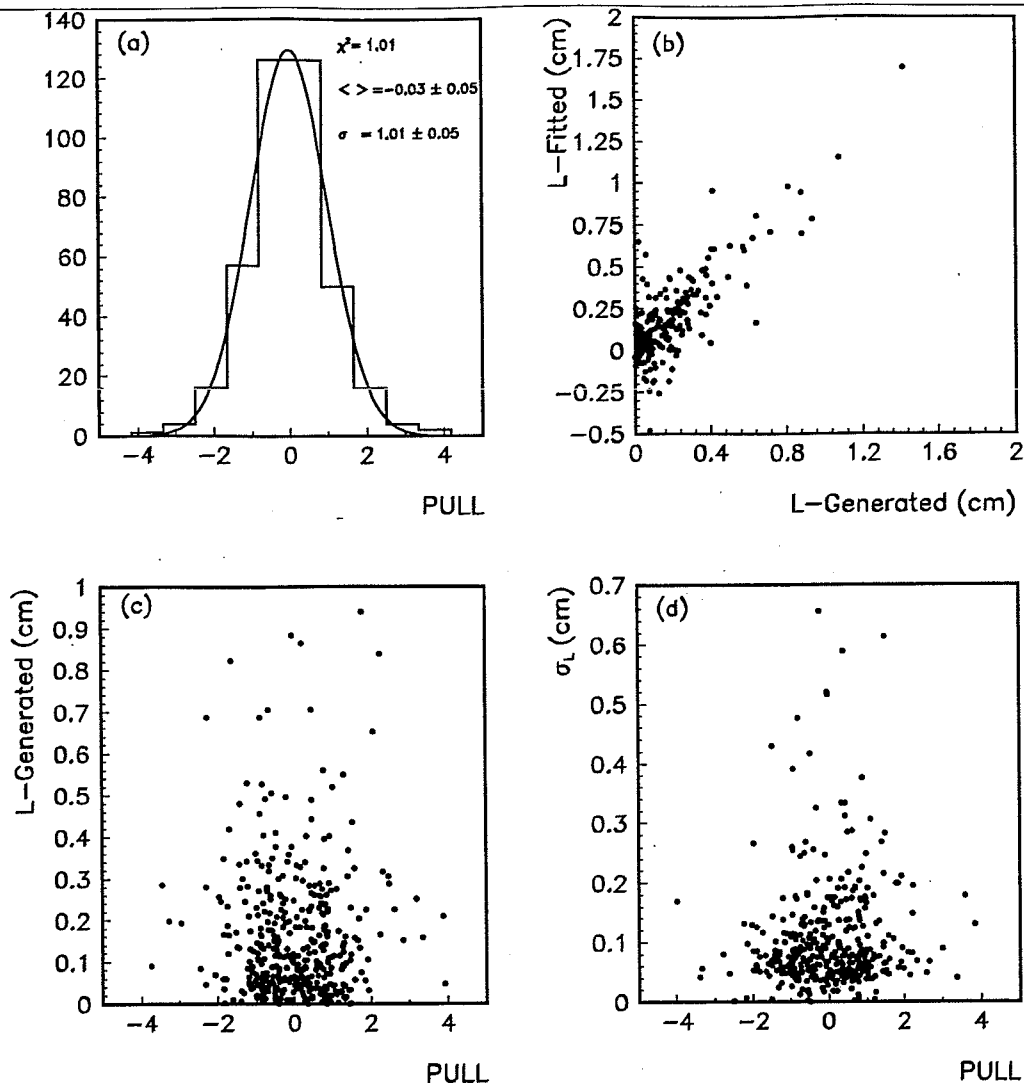 (a)
χ² = 1.01
< > = -0.03 ± 0.05
σ = 1.01 ± 0.05
140
120
100
80
60
40
20
0
-4 -2 0 2 4
PULL
(b)
L-Fitted (cm)
2
1.75
1.5
1.25
1
0.75
0.5
0.25
0
-0.25
-0.5
0 0.4 0.8 1.2 1.6 2
L-Generated (cm)
(c)
L-Generated (cm)
1
0.9
0.8
0.7
0.6
0.5
0.4
0.3
0.2
0.1
0
-4 -2 0 2 4
PULL
(d)
σL (cm)
0.7
0.6
0.5
0.4
0.3
0.2
0.1
0
-4 -2 0 2 4
PULL